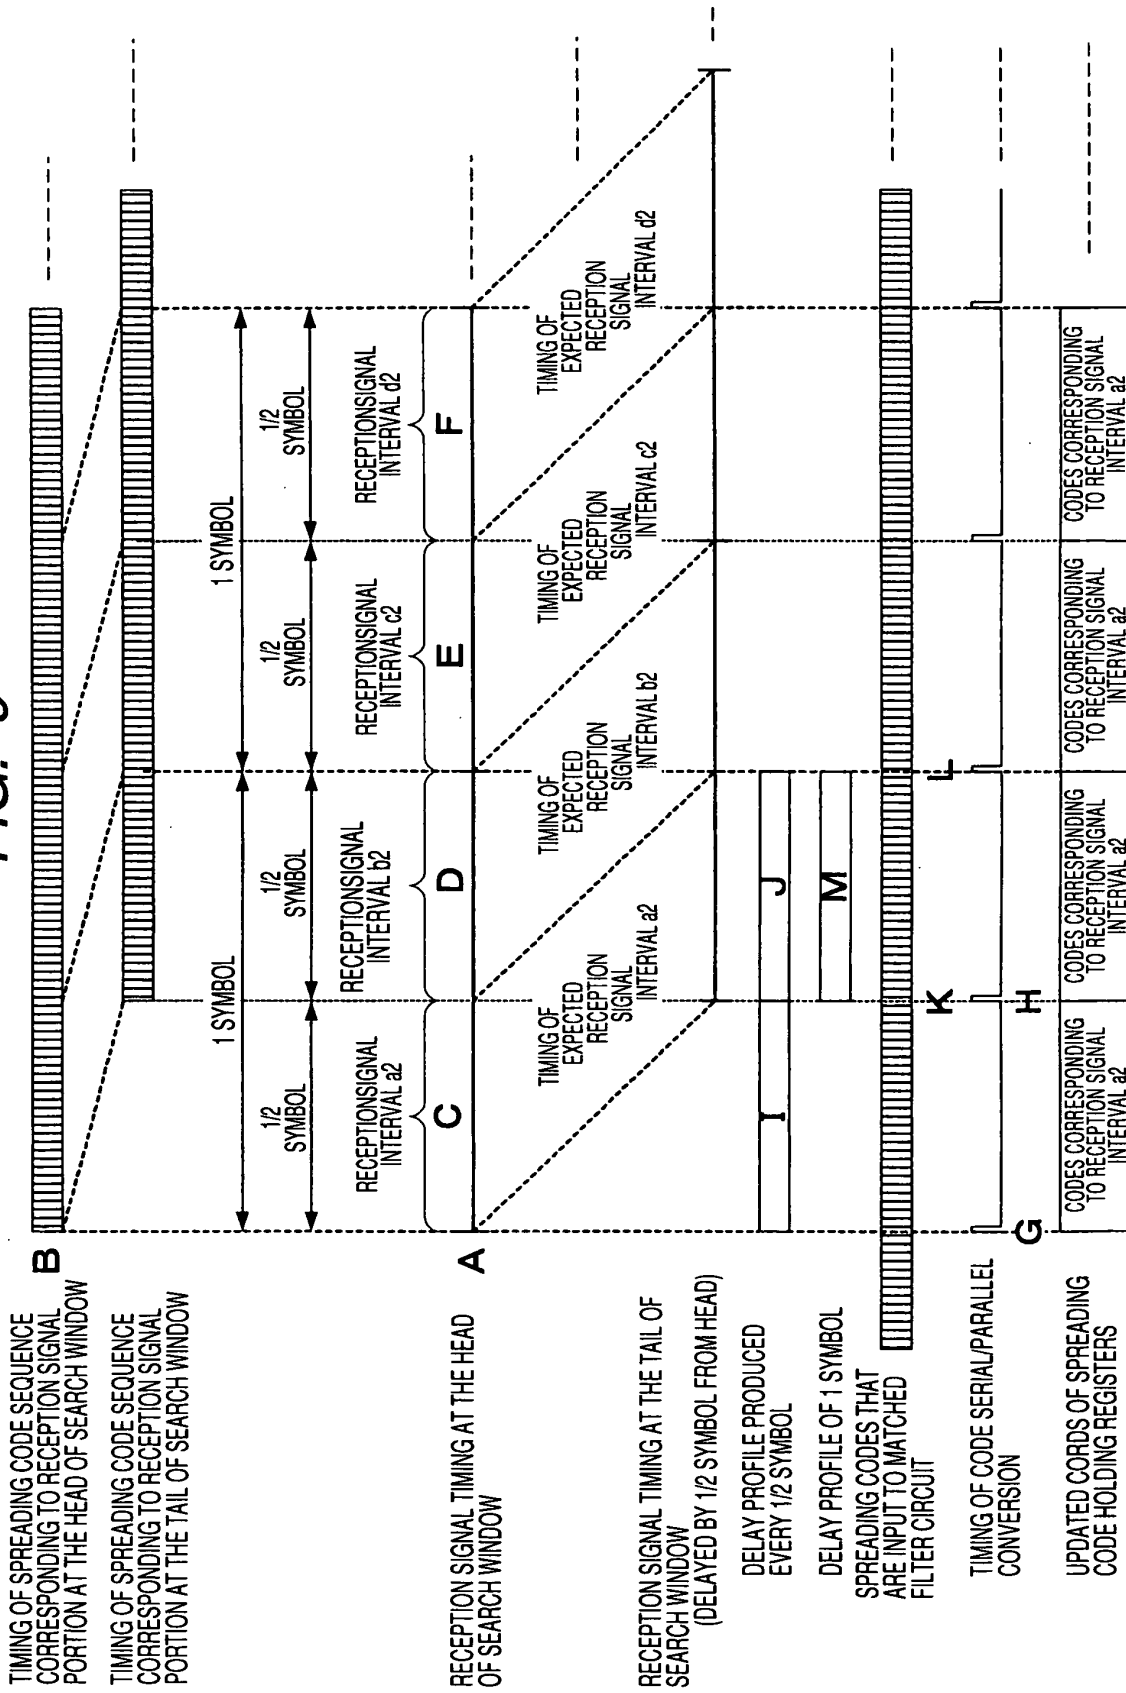 FIG.
TIMING OF SPREADING CODE SEQUENCE
CORRESPONDING TO RECEPTION SIGNAL
PORTION AT THE HEAD OF SEARCH WINDOW
B
TIMING OF SPREADING CODE SEQUENCE
CORRESPONDING TO RECEPTION SIGNAL
PORTION AT THE TAIL OF SEARCH WINDOW
1 SYMBOL
1 SYMBOL
1/2
SYMBOL
1/2
SYMBOL
1/2
SYMBOL
1/2
SYMBOL
RECEPTIONSIGNAL
INTERVAL a2
RECEPTIONSIGNAL
INTERVAL b2
RECEPTIONSIGNAL
INTERVAL c2
RECEPTIONSIGNAL
INTERVAL d2
C
D
E
F
RECEPTION SIGNAL TIMING AT THE HEAD
OF SEARCH WINDOW
A
TIMING OF
EXPECTED
RECEPTION
SIGNAL
INTERVAL a2
TIMING OF
EXPECTED
RECEPTION
SIGNAL
INTERVAL b2
TIMING OF
EXPECTED
RECEPTION
SIGNAL
INTERVAL c2
TIMING OF
EXPECTED
RECEPTION
SIGNAL
INTERVAL d2
RECEPTION SIGNAL TIMING AT THE TAIL OF
SEARCH WINDOW
(DELAYED BY 1/2 SYMBOL FROM HEAD)
DELAY PROFILE PRODUCED
EVERY 1/2 SYMBOL
I
J
DELAY PROFILE OF 1 SYMBOL
M
SPREADING CODES THAT
ARE INPUT TO MATCHED
FILTER CIRCUIT
K
L
TIMING OF CODE SERIAL/PARALLEL
CONVERSION
G
H
UPDATED CORDS OF SPREADING
CODE HOLDING REGISTERS
CODES CORRESPONDING
TO RECEPTION SIGNAL
INTERVAL a2
CODES CORRESPONDING
TO RECEPTION SIGNAL
INTERVAL a2
CODES CORRESPONDING
TO RECEPTION SIGNAL
INTERVAL a2
CODES CORRESPONDING
TO RECEPTION SIGNAL
INTERVAL a2